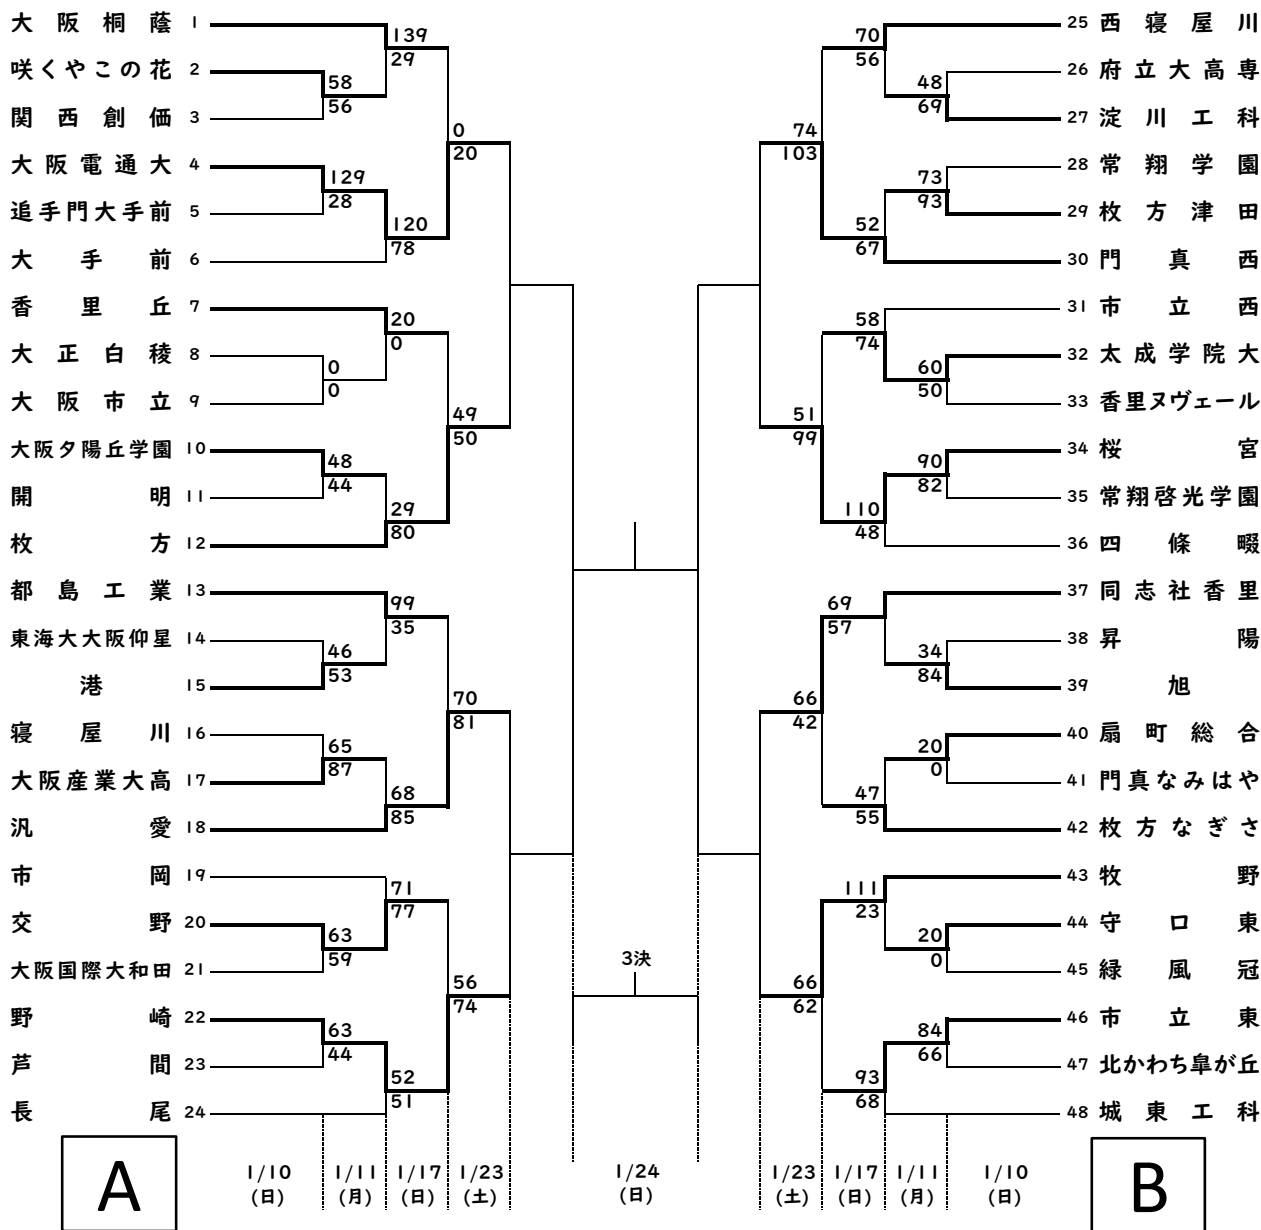 大阪桐蔭 1
咲くやこの花 2
関西創価 3
大阪電通大 4
追手門大手前 5
大手前 6
香里丘 7
大正白稜 8
大阪市立 9
大阪夕陽丘学園 10
開明 11
枚方 12
都島工業 13
東海大大阪仰星 14
港 15
寝屋川 16
大阪産業大高 17
汎愛 18
市岡 19
交野 20
大阪国際大和田 21
野崎 22
芦間 23
長尾 24
58
56
129
28
0
0
48
44
46
53
65
87
63
59
63
44
139
29
120
78
20
0
29
80
99
35
68
85
71
77
52
51
0
20
49
50
70
81
56
74
3決
74
103
51
99
66
42
66
62
70
56
52
67
58
74
110
48
69
57
47
55
111
23
93
68
48
69
73
93
60
50
90
82
34
84
20
0
20
0
84
66
25 西寝屋川
26 府立大高専
27 淀川工科
28 常翔学園
29 枚方津田
30 門真西
31 市立西
32 太成学院大
33 香里ヌヴェール
34 桜宮
35 常翔啓光学園
36 四條畷
37 同志社香里
38 昇陽
39 旭
40 扇町総合
41 門真なみはや
42 枚方なぎさ
43 牧野
44 守口東
45 緑風冠
46 市立東
47 北かわち皐が丘
48 城東工科
A
1/10
(日)
1/11
(月)
1/17
(日)
1/23
(土)
1/24
(日)
1/23
(土)
1/17
(日)
1/11
(月)
1/10
(日)
B